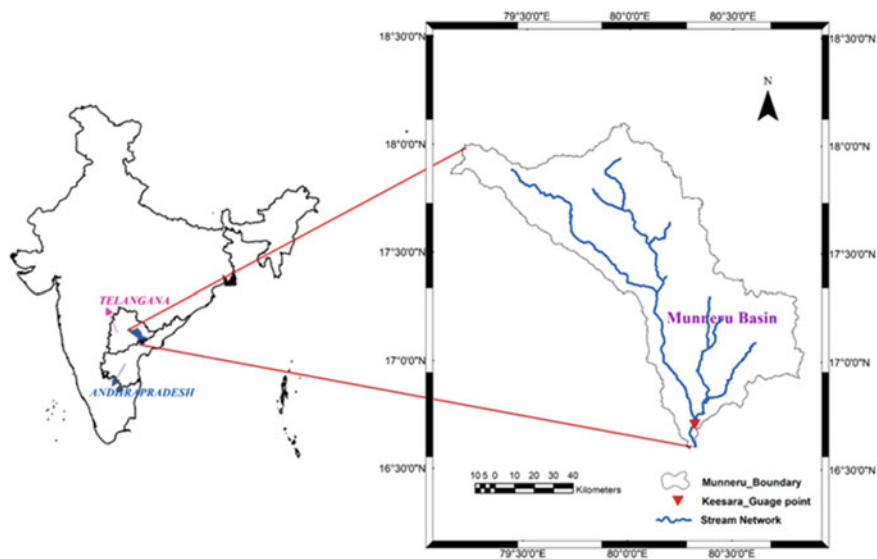 79°30'0"E 80°0'0"E 80°30'0"E
18°30'0"N 18°30'0"N
N
18°0'0"N 18°0'0"N
17°30'0"N 17°30'0"N
TELANGANA
Munneru Basin
17°0'0"N 17°0'0"N
ANDHRAPRADESH
16°30'0"N 16°30'0"N
10 5 0 10 20 30 40
Kilometers
Munneru_Boundary
Keesara_Guage point
Stream Network
79°30'0"E 80°0'0"E 80°30'0"E